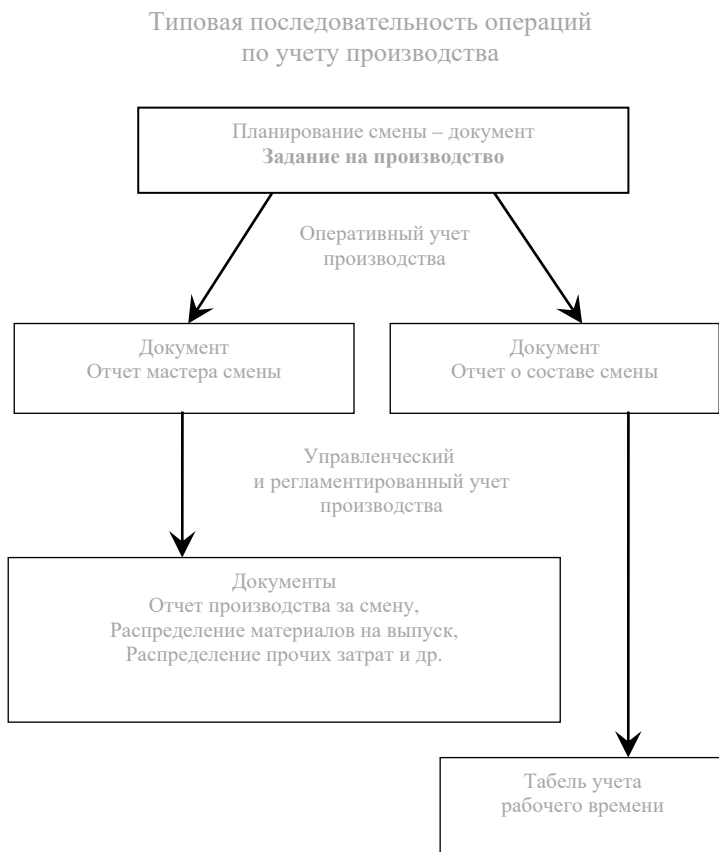 Типовая последовательность операций
по учету производства
Планирование смены – документ
Задание на производство
Оперативный учет
производства
Документ
Отчет мастера смены
Документ
Отчет о составе смены
Управленческий
и регламентированный учет
производства
Документы
Отчет производства за смену,
Распределение материалов на выпуск,
Распределение прочих затрат и др.
Табель учета
рабочего времени